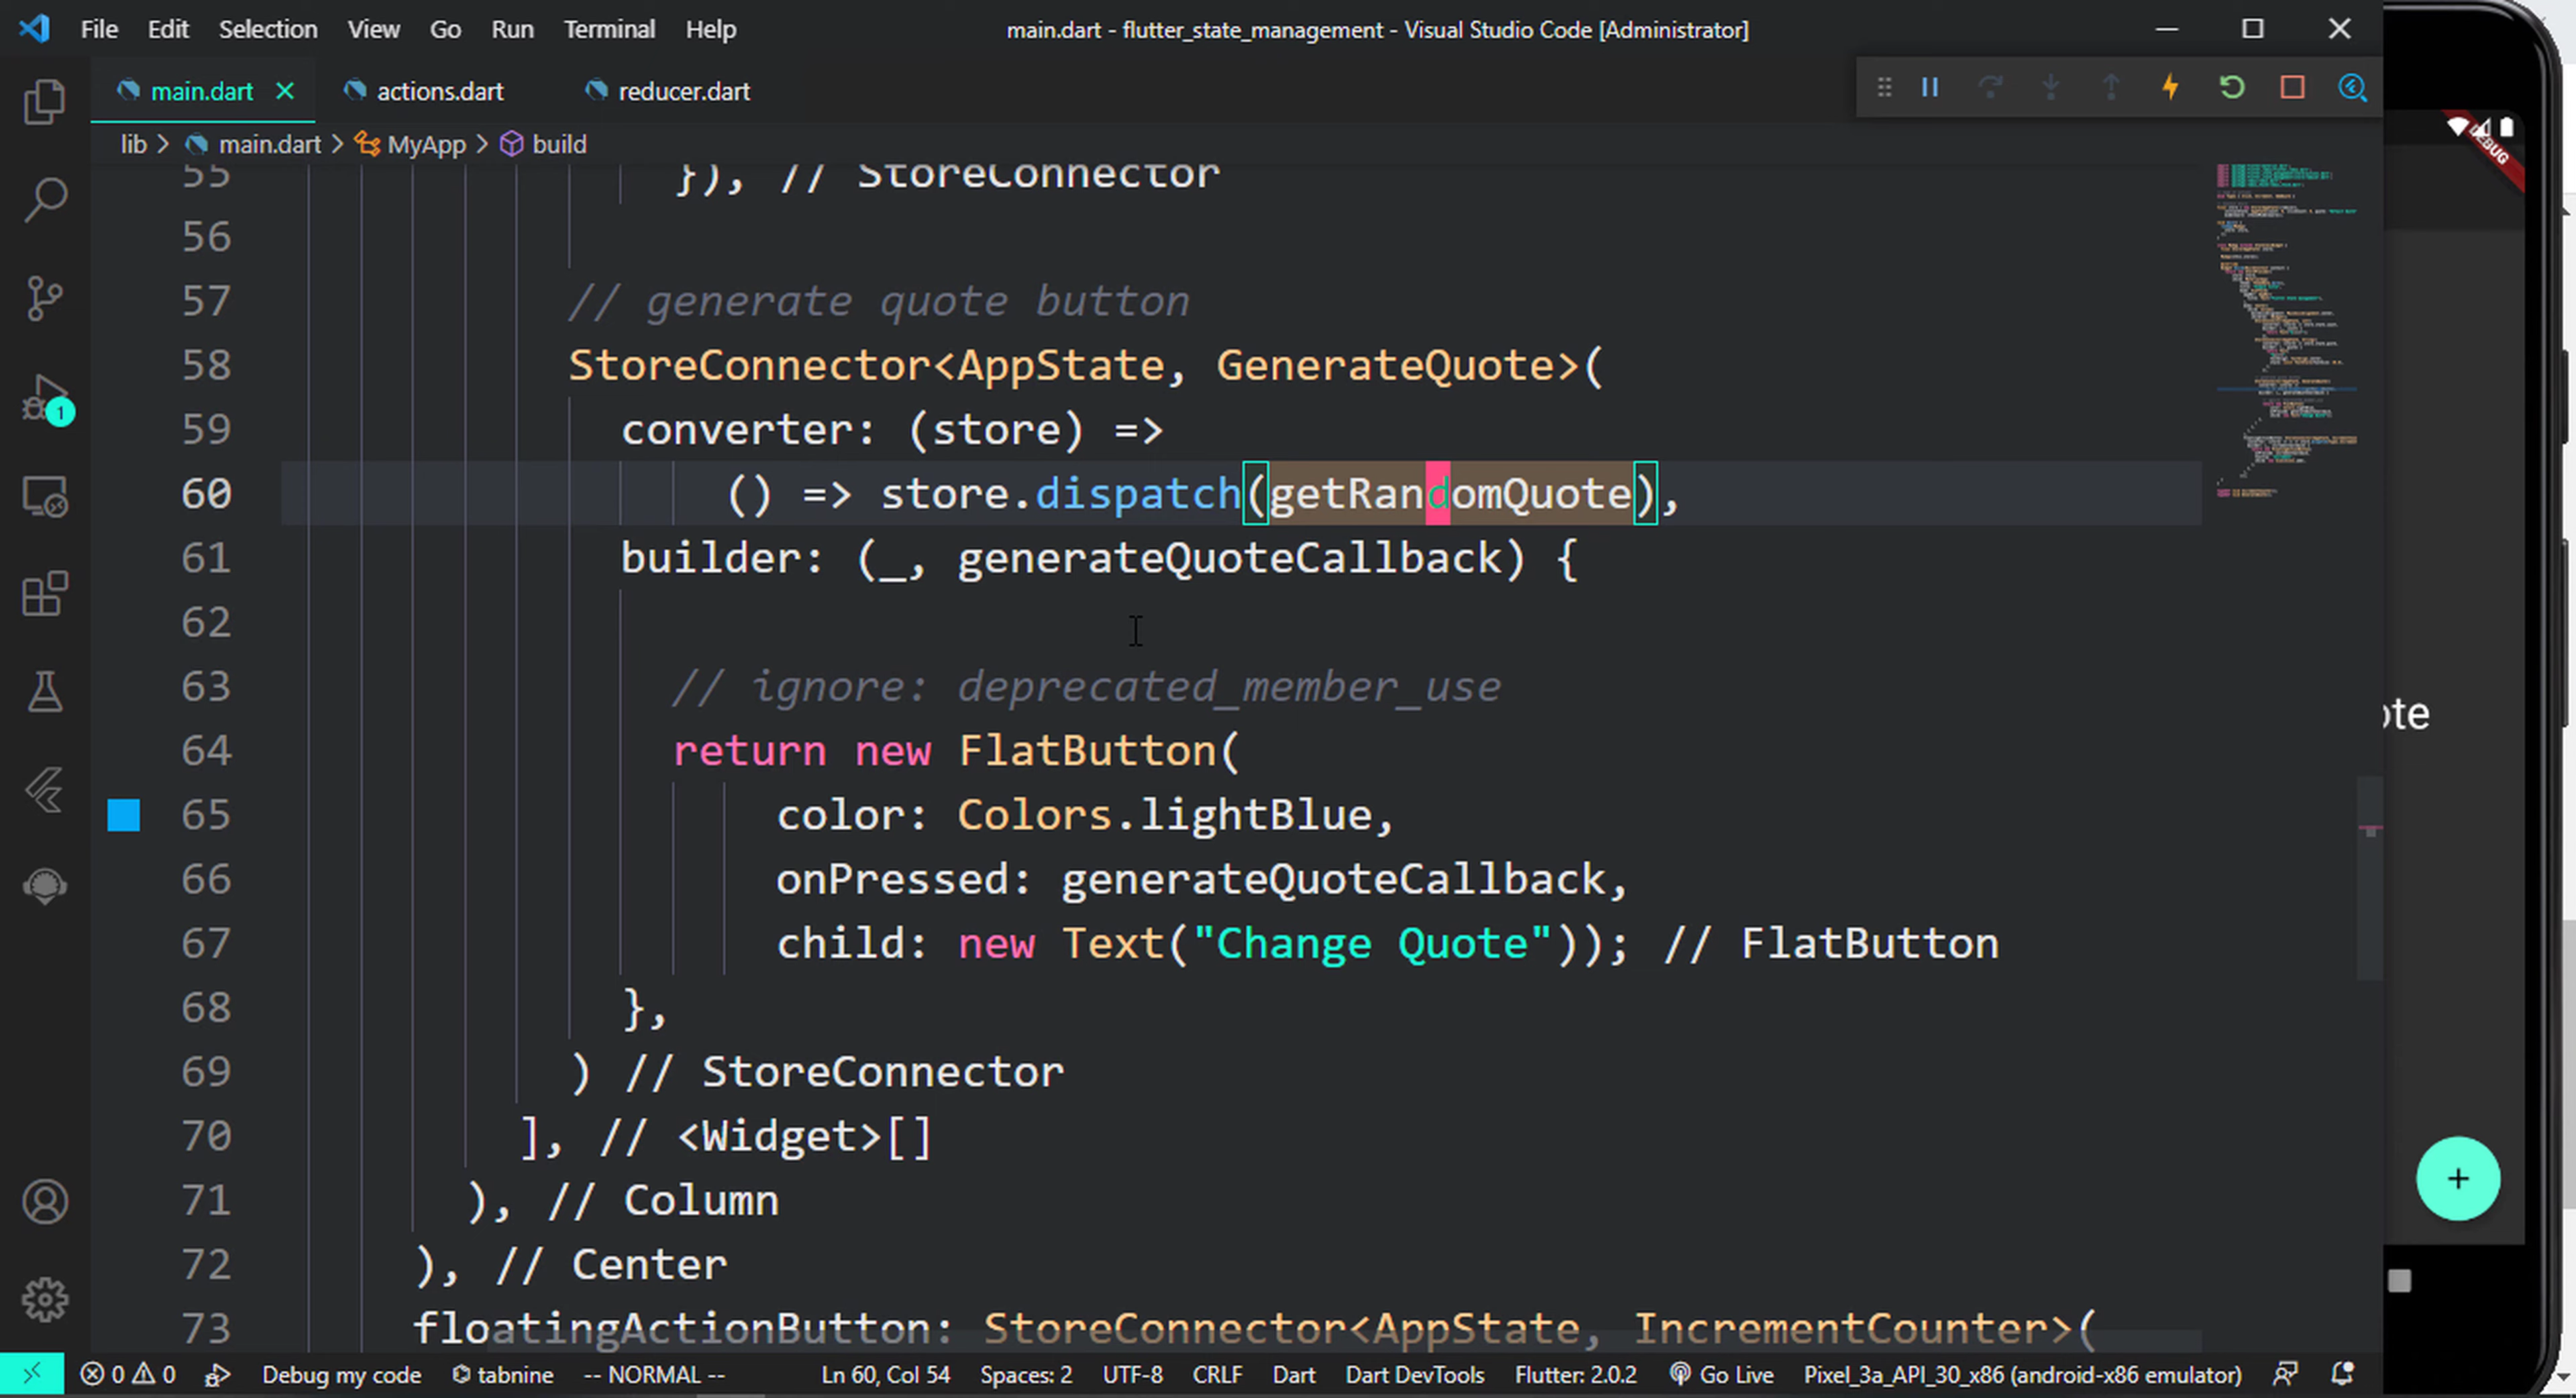 File Edit Selection View Go Run Terminal Help main.dart - flutter_state_management - Visual Studio Code [Administrator]
main.dart actions.dart reducer.dart
lib > main.dart > MyApp > build
55 }), // StoreConnector
56
57 // generate quote button
58 StoreConnector<AppState, GenerateQuote>(
59 converter: (store) =>
60 () => store.dispatch(getRandomQuote),
61 builder: (_, generateQuoteCallback) {
62
63 // ignore: deprecated_member_use
64 return new FlatButton(
65 color: Colors.lightBlue,
66 onPressed: generateQuoteCallback,
67 child: new Text("Change Quote")); // FlatButton
68 },
69 ) // StoreConnector
70 ], // <Widget>[]
71 ), // Column
72 ), // Center
73 floatingActionButton: StoreConnector<AppState, IncrementCounter>(
1
DEBUG
ote
+
0 0 Debug my code tabnine -- NORMAL -- Ln 60, Col 54 Spaces: 2 UTF-8 CRLF Dart Dart DevTools Flutter: 2.0.2 Go Live Pixel_3a_API_30_x86 (android-x86 emulator)